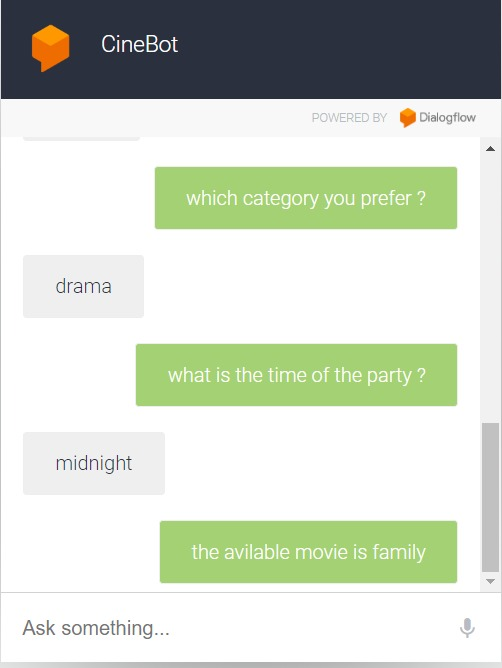 CineBot
POWERED BY Dialogflow
which category you prefer ?
drama
what is the time of the party ?
midnight
the avilable movie is family
Ask something...